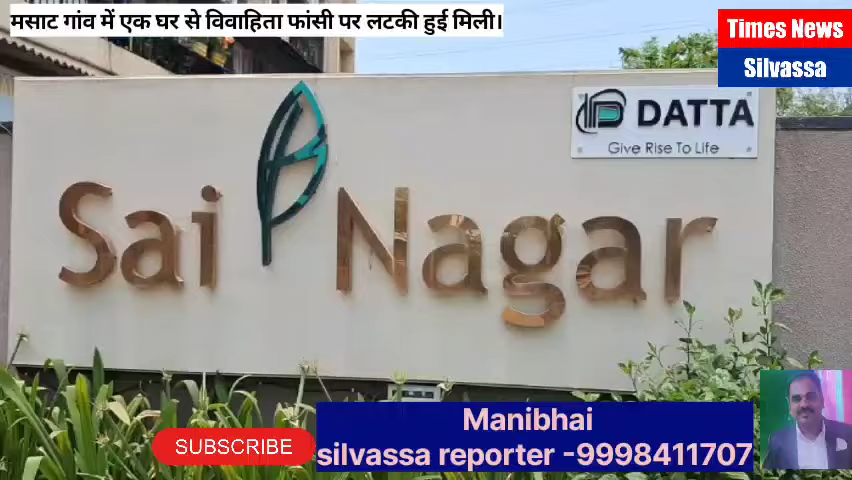 मसाट गांव में एक घर से विवाहिता फांसी पर लटकी हुई मिली।
Times News
Silvassa
DATTA
Give Rise To Life
Sai Nagar
Manibhai
SUBSCRIBE
silvassa reporter -9998411707